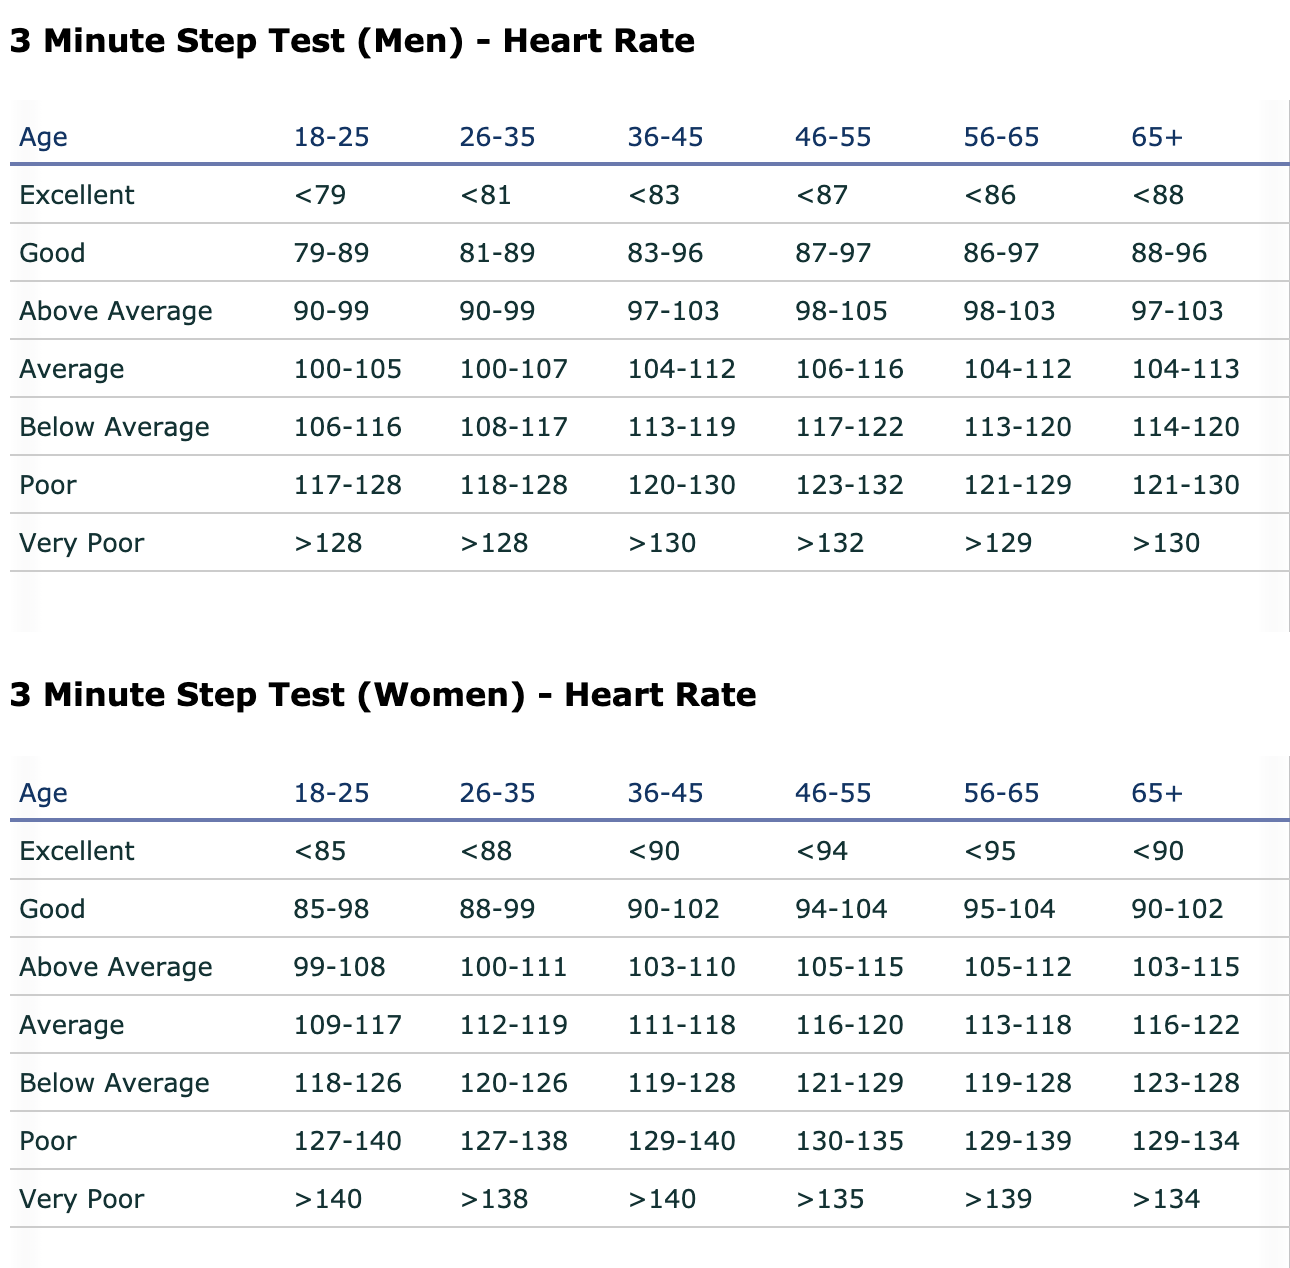 3 Minute Step Test (Men) - Heart Rate
Age 18-25 26-35 36-45 46-55 56-65 65+
Excellent <79 <81 <83 <87 <86 <88
Good 79-89 81-89 83-96 87-97 86-97 88-96
Above Average 90-99 90-99 97-103 98-105 98-103 97-103
Average 100-105 100-107 104-112 106-116 104-112 104-113
Below Average 106-116 108-117 113-119 117-122 113-120 114-120
Poor 117-128 118-128 120-130 123-132 121-129 121-130
Very Poor >128 >128 >130 >132 >129 >130
3 Minute Step Test (Women) - Heart Rate
Age 18-25 26-35 36-45 46-55 56-65 65+
Excellent <85 <88 <90 <94 <95 <90
Good 85-98 88-99 90-102 94-104 95-104 90-102
Above Average 99-108 100-111 103-110 105-115 105-112 103-115
Average 109-117 112-119 111-118 116-120 113-118 116-122
Below Average 118-126 120-126 119-128 121-129 119-128 123-128
Poor 127-140 127-138 129-140 130-135 129-139 129-134
Very Poor >140 >138 >140 >135 >139 >134